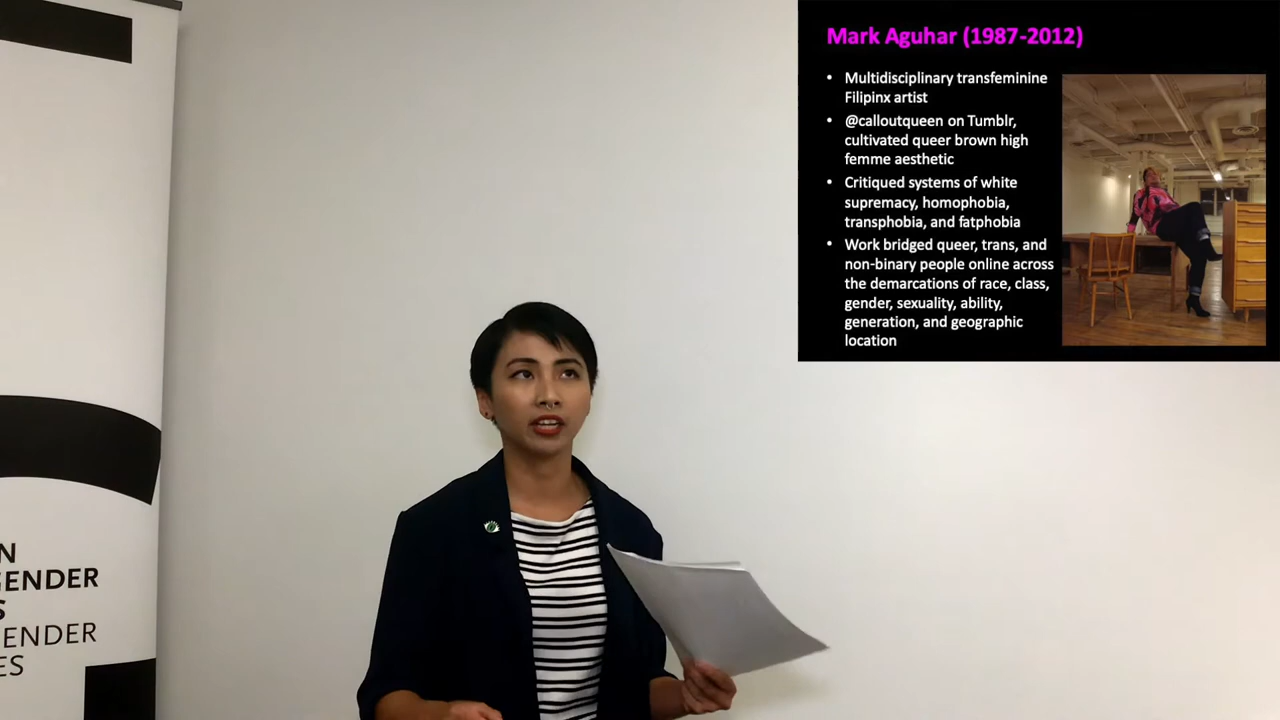 Mark Aguhar (1987-2012)
• Multidisciplinary transfeminine
Filipinx artist
• @calloutqueen on Tumblr,
cultivated queer brown high
femme aesthetic
• Critiqued systems of white
supremacy, homophobia,
transphobia, and fatphobia
• Work bridged queer, trans, and
non-binary people online across
the demarcations of race, class,
gender, sexuality, ability,
generation, and geographic
location
N
GENDER
S
ENDER
ES